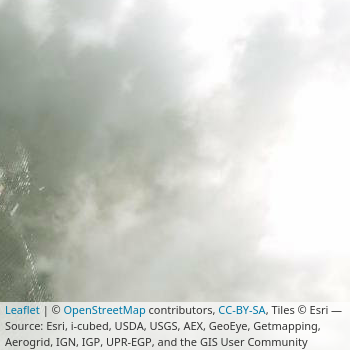 Leaflet | © OpenStreetMap contributors, CC-BY-SA, Tiles © Esri —
Source: Esri, i-cubed, USDA, USGS, AEX, GeoEye, Getmapping,
Aerogrid, IGN, IGP, UPR-EGP, and the GIS User Community